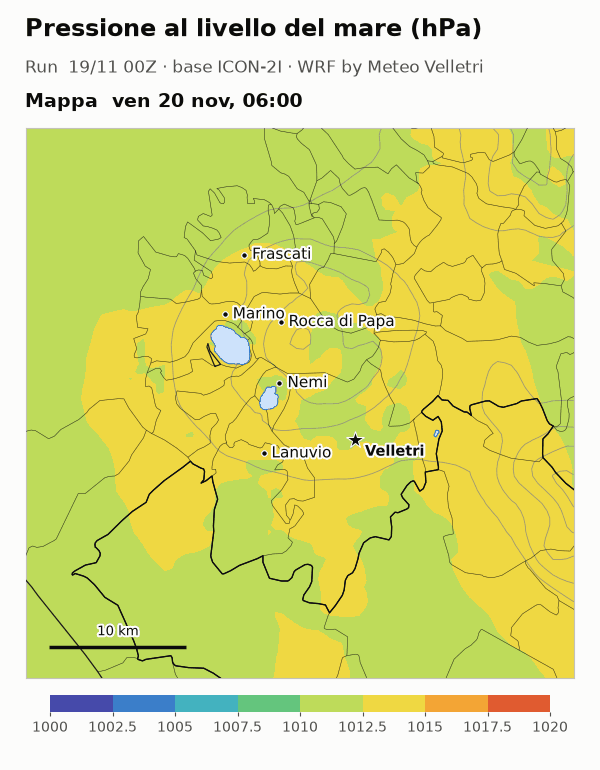 Pressione al livello del mare (hPa)
Run  19/11 00Z · base ICON-2I · WRF by Meteo Velletri
Mappa  ven 20 nov, 06:00
Frascati
Marino
Rocca di Papa
Nemi
Velletri
Lanuvio
10 km
1000 1002.5 1005 1007.5 1010 1012.5 1015 1017.5 1020